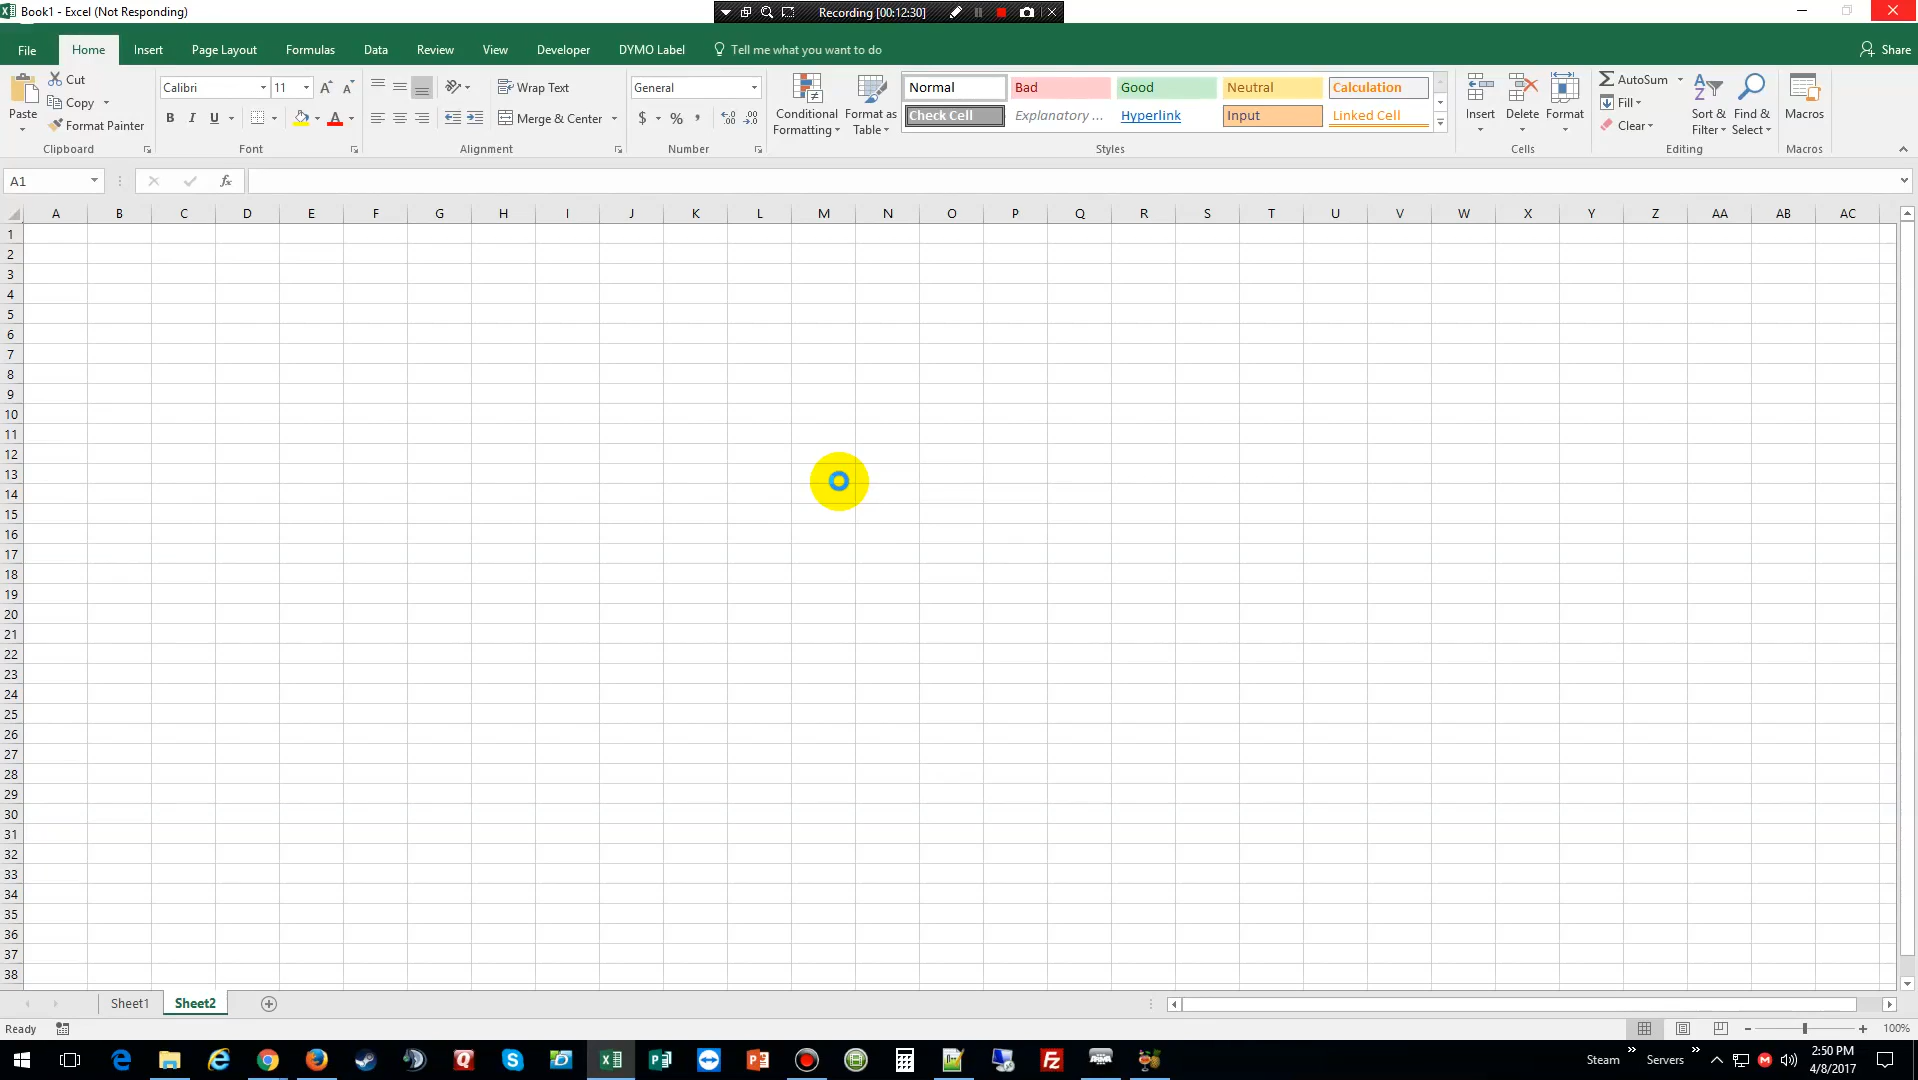 Book1 - Excel (Not Responding)
Recording [00:12:30]
File Home Insert Page Layout Formulas Data Review View Developer DYMO Label Tell me what you want to do Share
Paste
Cut
Copy
Format Painter
Clipboard
Calibri 11
B I U A
Font
Wrap Text
Merge & Center
Alignment
General
$ % ,
Number
Conditional Formatting
Format as Table
Normal Bad Good Neutral Calculation
Check Cell Explanatory ... Hyperlink Input Linked Cell
Styles
Insert Delete Format
Cells
AutoSum
Fill
Clear
Sort & Filter
Find & Select
Editing
Macros
Macros
A1
fx
A B C D E F G H I J K L M N O P Q R S T U V W X Y Z AA AB AC
1
2
3
4
5
6
7
8
9
10
11
12
13
14
15
16
17
18
19
20
21
22
23
24
25
26
27
28
29
30
31
32
33
34
35
36
37
38
Sheet1 Sheet2
Ready
100%
Steam Servers
2:50 PM
4/8/2017